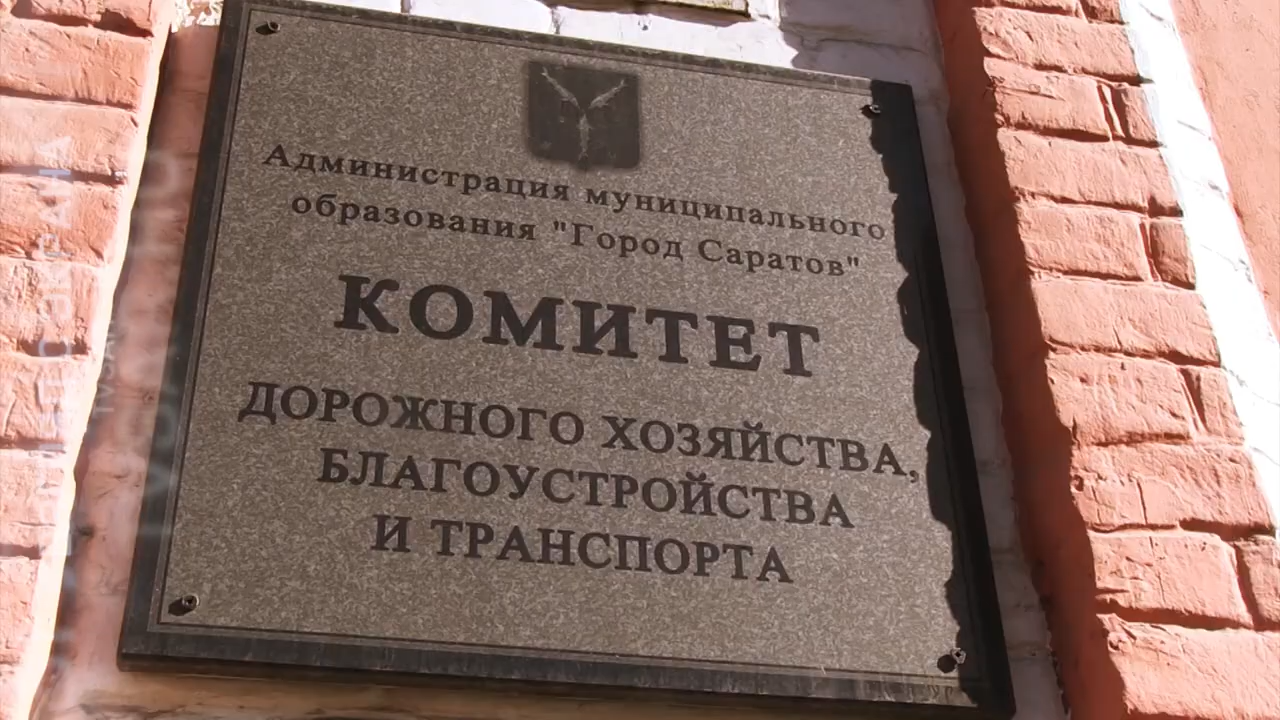 Администрация муниципального
образования "Город Саратов"
КОМИТЕТ
ДОРОЖНОГО ХОЗЯЙСТВА,
БЛАГОУСТРОЙСТВА
И ТРАНСПОРТА